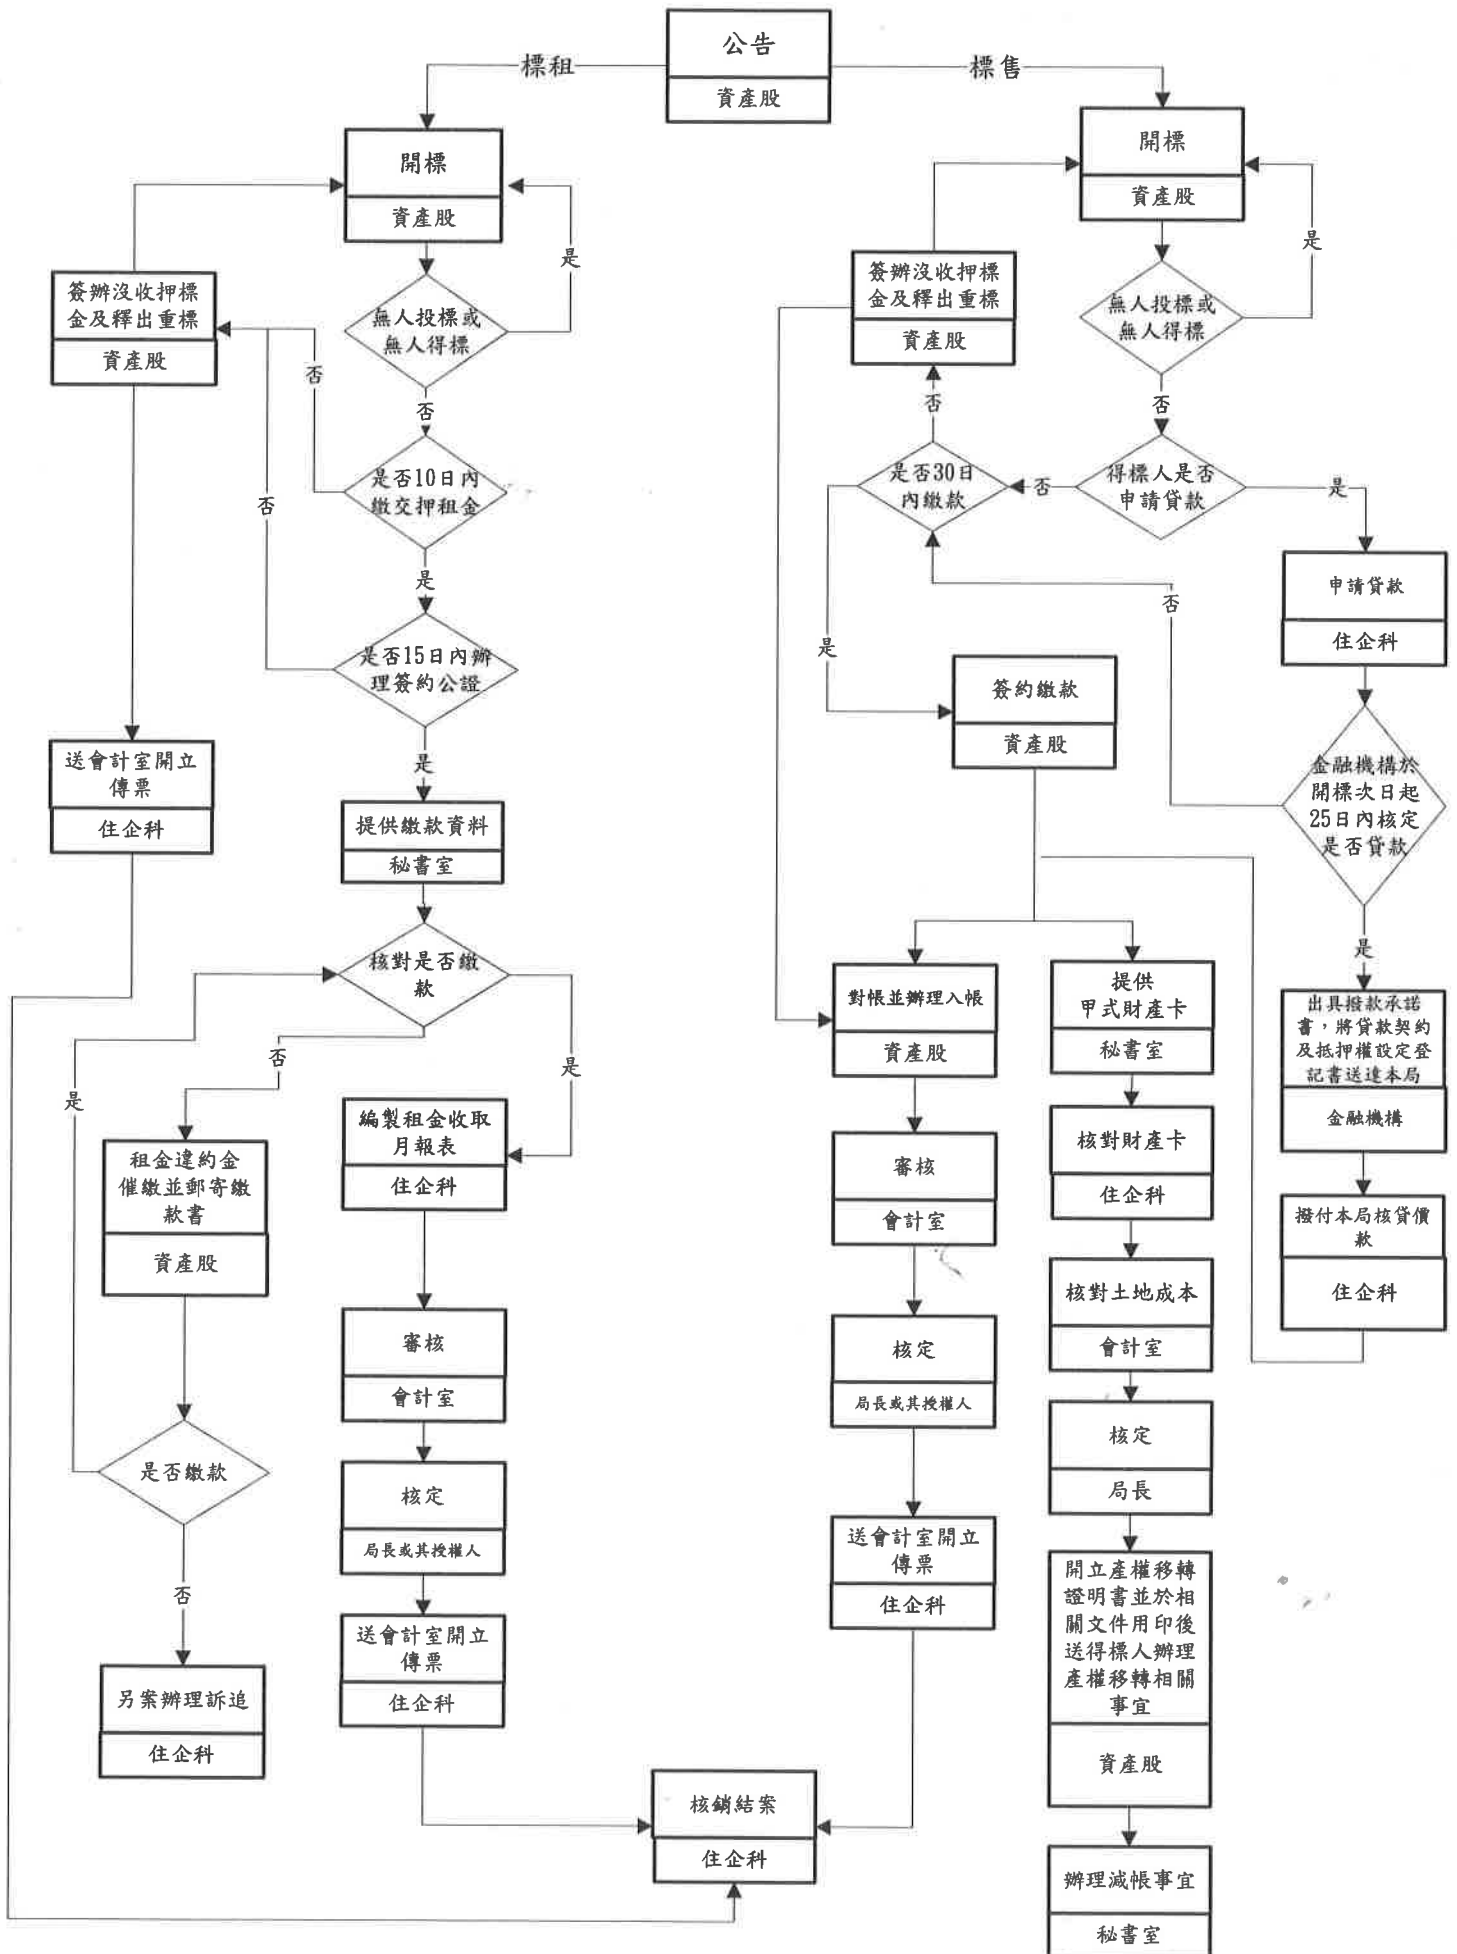 公告
資產股
標租
標售
開標
資產股
是
無人投標或
無人得標
否
簽辦沒收押標
金及釋出重標
資產股
是否10日內
繳交押租金
否
是
是否15日內辦
理簽約公證
否
是
送會計室開立
傳票
住企科
提供繳款資料
秘書室
核對是否繳
款
否
是
租金違約金
催繳並郵寄繳
款書
資產股
是
是否繳款
否
另案辦理訴追
住企科
編製租金收取
月報表
住企科
審核
會計室
核定
局長或其授權人
送會計室開立
傳票
住企科
開標
資產股
是
無人投標或
無人得標
否
簽辦沒收押標
金及釋出重標
資產股
否
是否30日
內繳款
否
得標人是否
申請貸款
是
申請貸款
住企科
否
是
簽約繳款
資產股
金融機構於
開標次日起
25日內核定
是否貸款
是
出具撥款承諾
書，將貸款契約
及抵押權設定登
記書送達本局
金融機構
撥付本局核貸價
款
住企科
對帳並辦理入帳
資產股
審核
會計室
核定
局長或其授權人
送會計室開立
傳票
住企科
提供
甲式財產卡
秘書室
核對財產卡
住企科
核對土地成本
會計室
核定
局長
開立產權移轉
證明書並於相
關文件用印後
送得標人辦理
產權移轉相關
事宜
資產股
核銷結案
住企科
辦理減帳事宜
秘書室